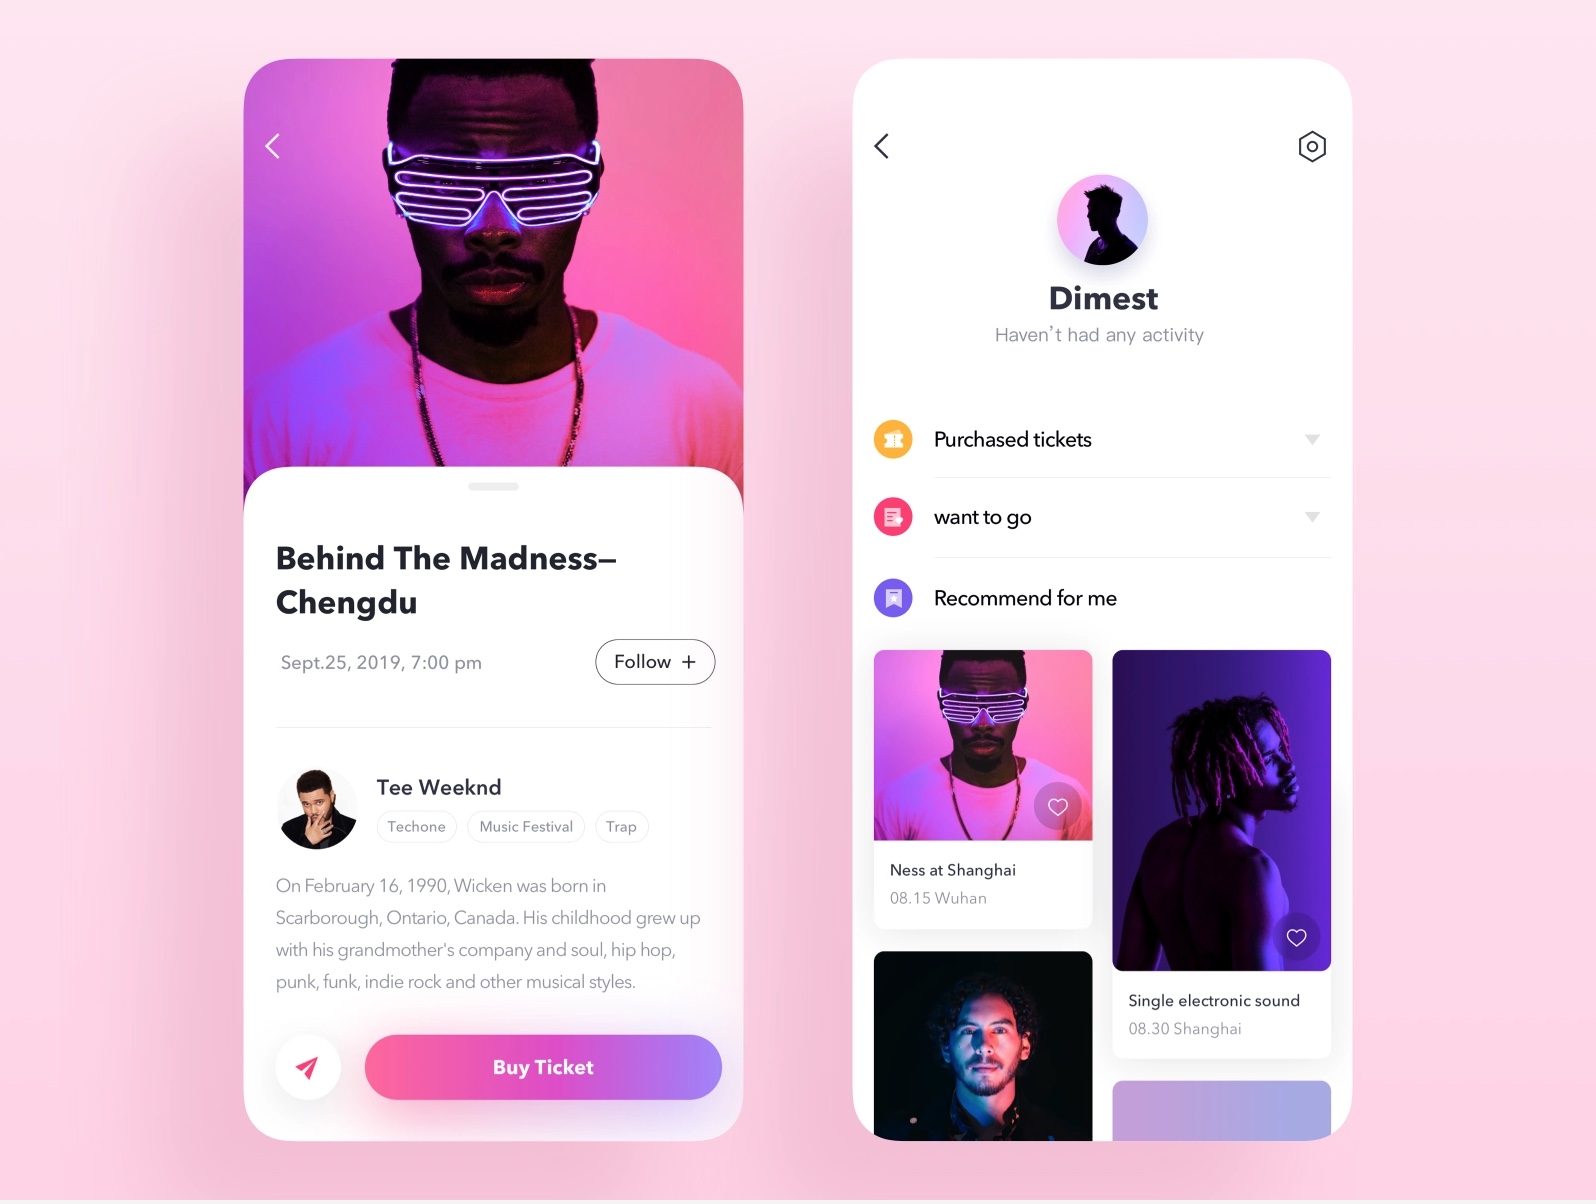 Behind The Madness—
Chengdu
Sept.25, 2019, 7:00 pm
Follow +
Tee Weeknd
Techone
Music Festival
Trap
On February 16, 1990, Wicken was born in
Scarborough, Ontario, Canada. His childhood grew up
with his grandmother's company and soul, hip hop,
punk, funk, indie rock and other musical styles.
Buy Ticket
Dimest
Haven't had any activity
Purchased tickets
want to go
Recommend for me
Ness at Shanghai
08.15 Wuhan
Single electronic sound
08.30 Shanghai